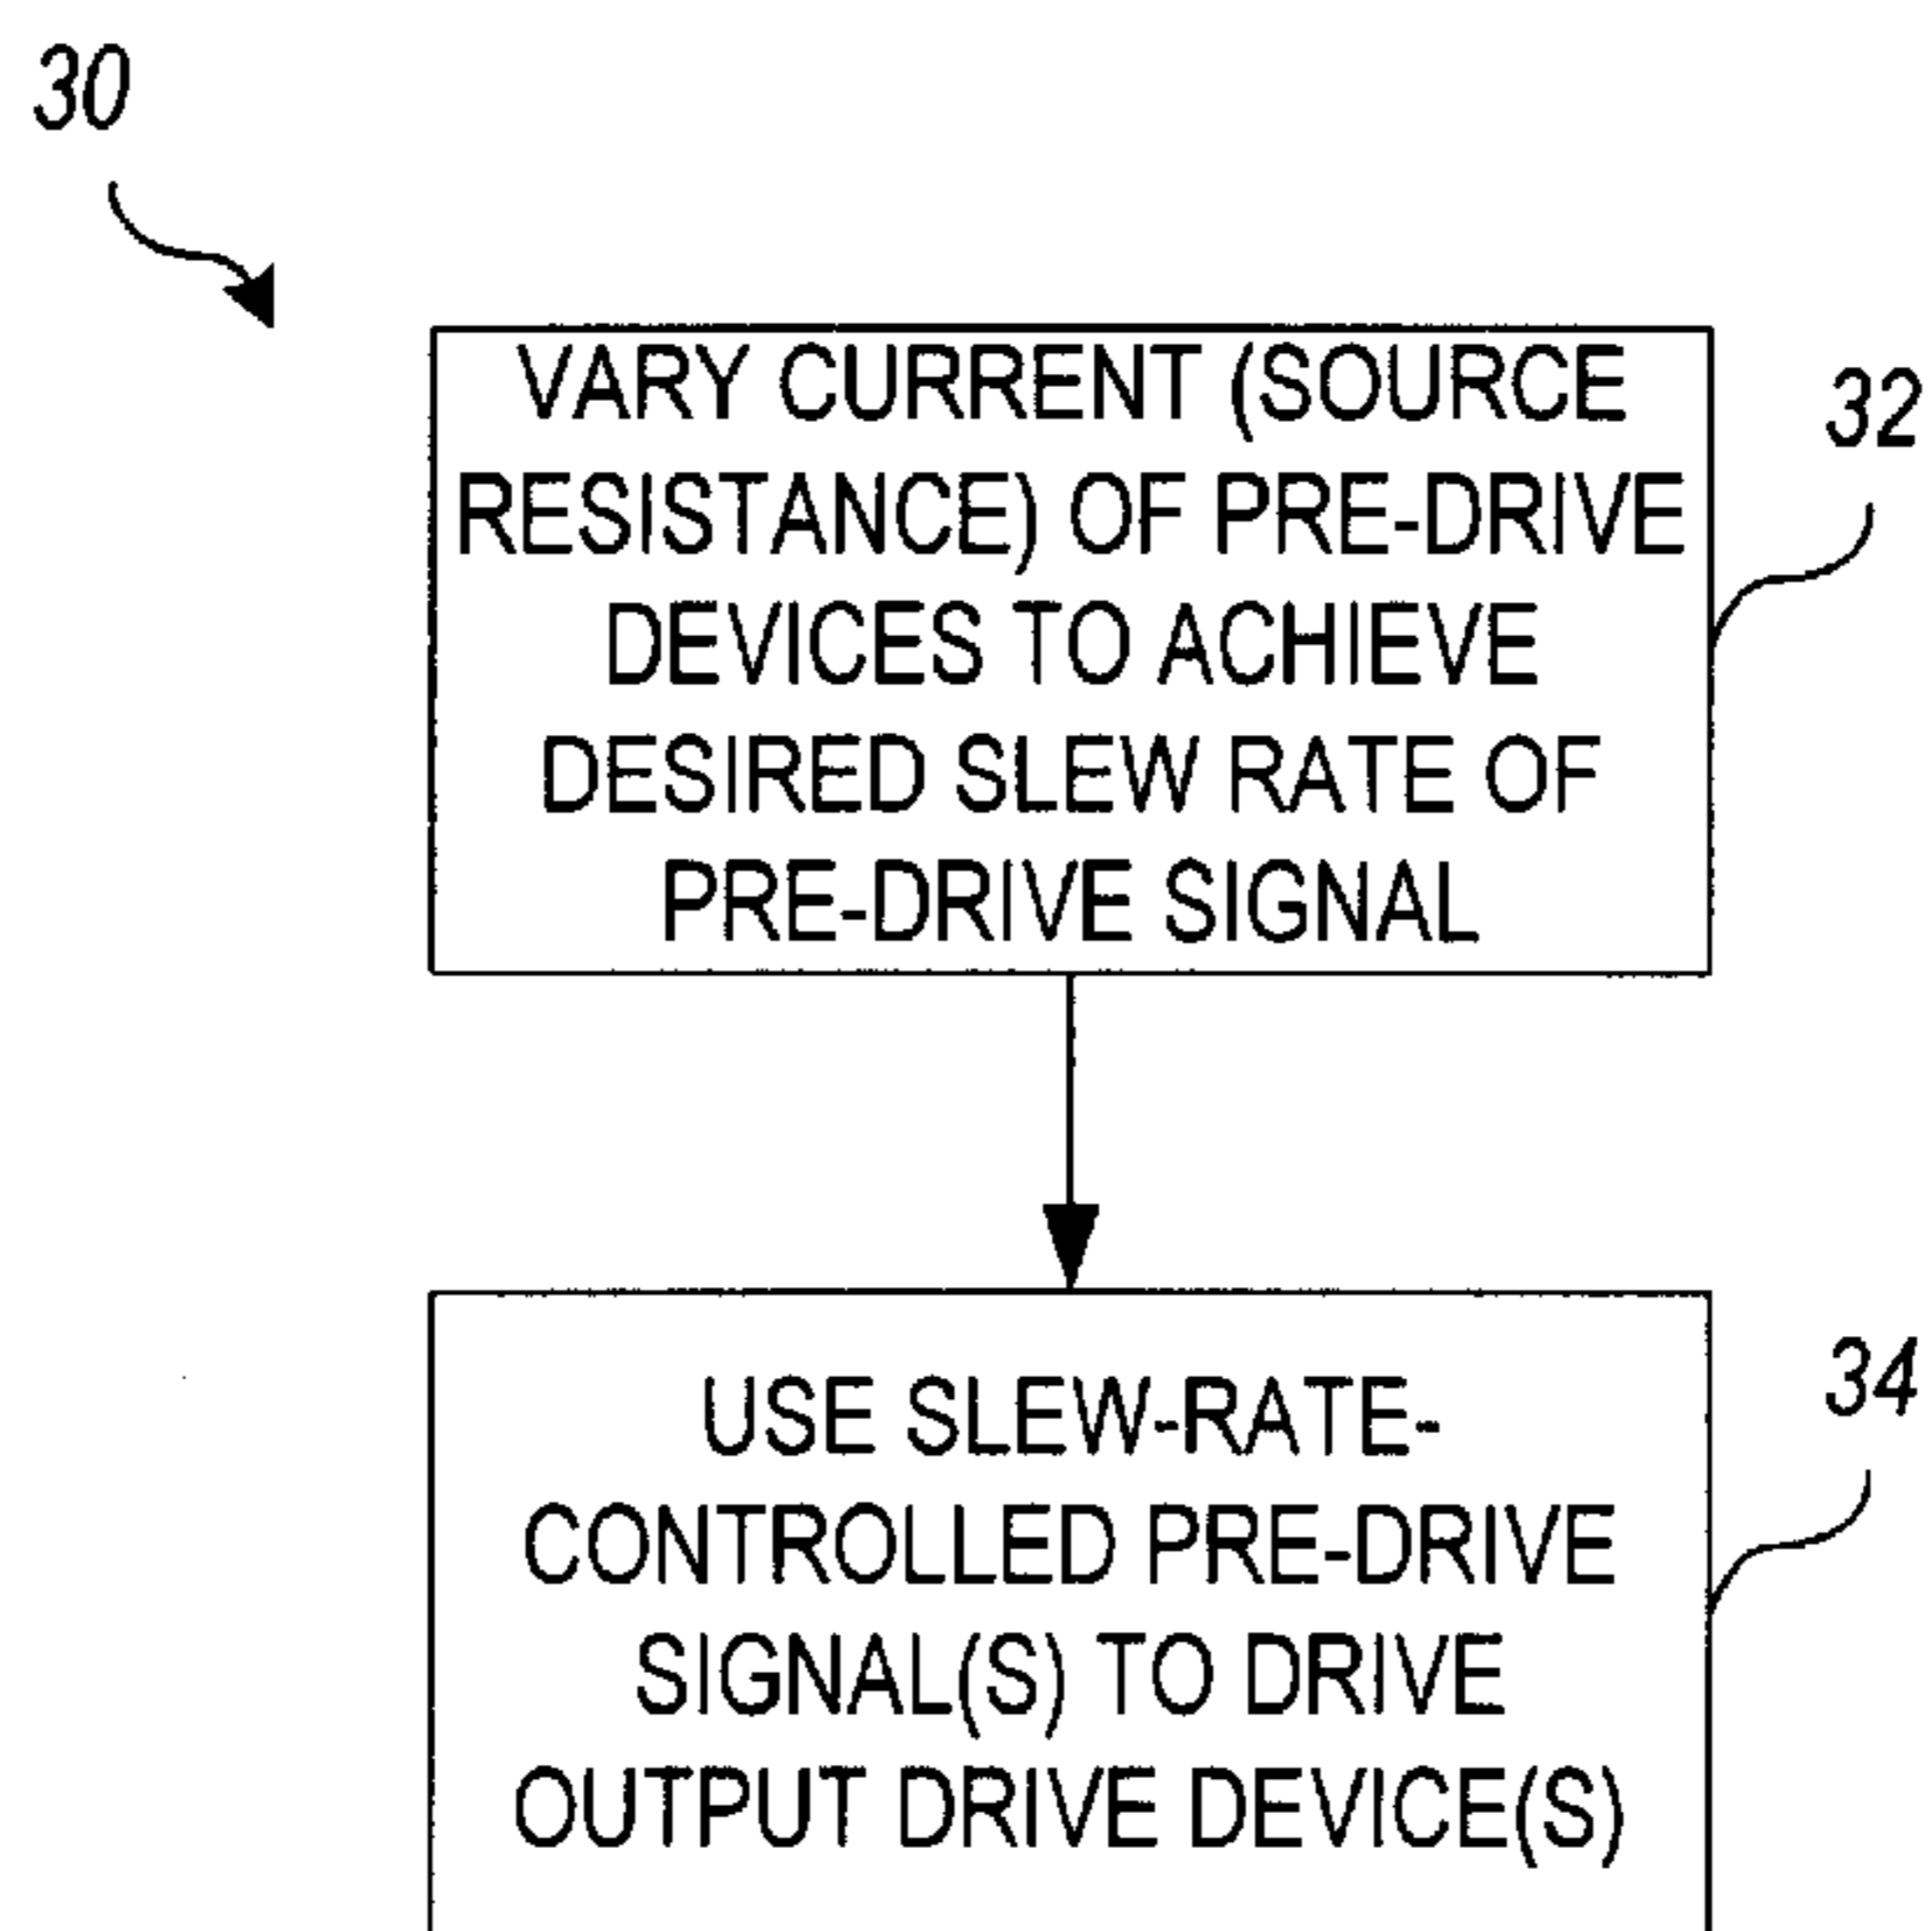 30
VARY CURRENT (SOURCE
RESISTANCE) OF PRE-DRIVE
DEVICES TO ACHIEVE
DESIRED SLEW RATE OF
PRE-DRIVE SIGNAL
32
USE SLEW-RATE-
CONTROLLED PRE-DRIVE
SIGNAL(S) TO DRIVE
OUTPUT DRIVE DEVICE(S)
34